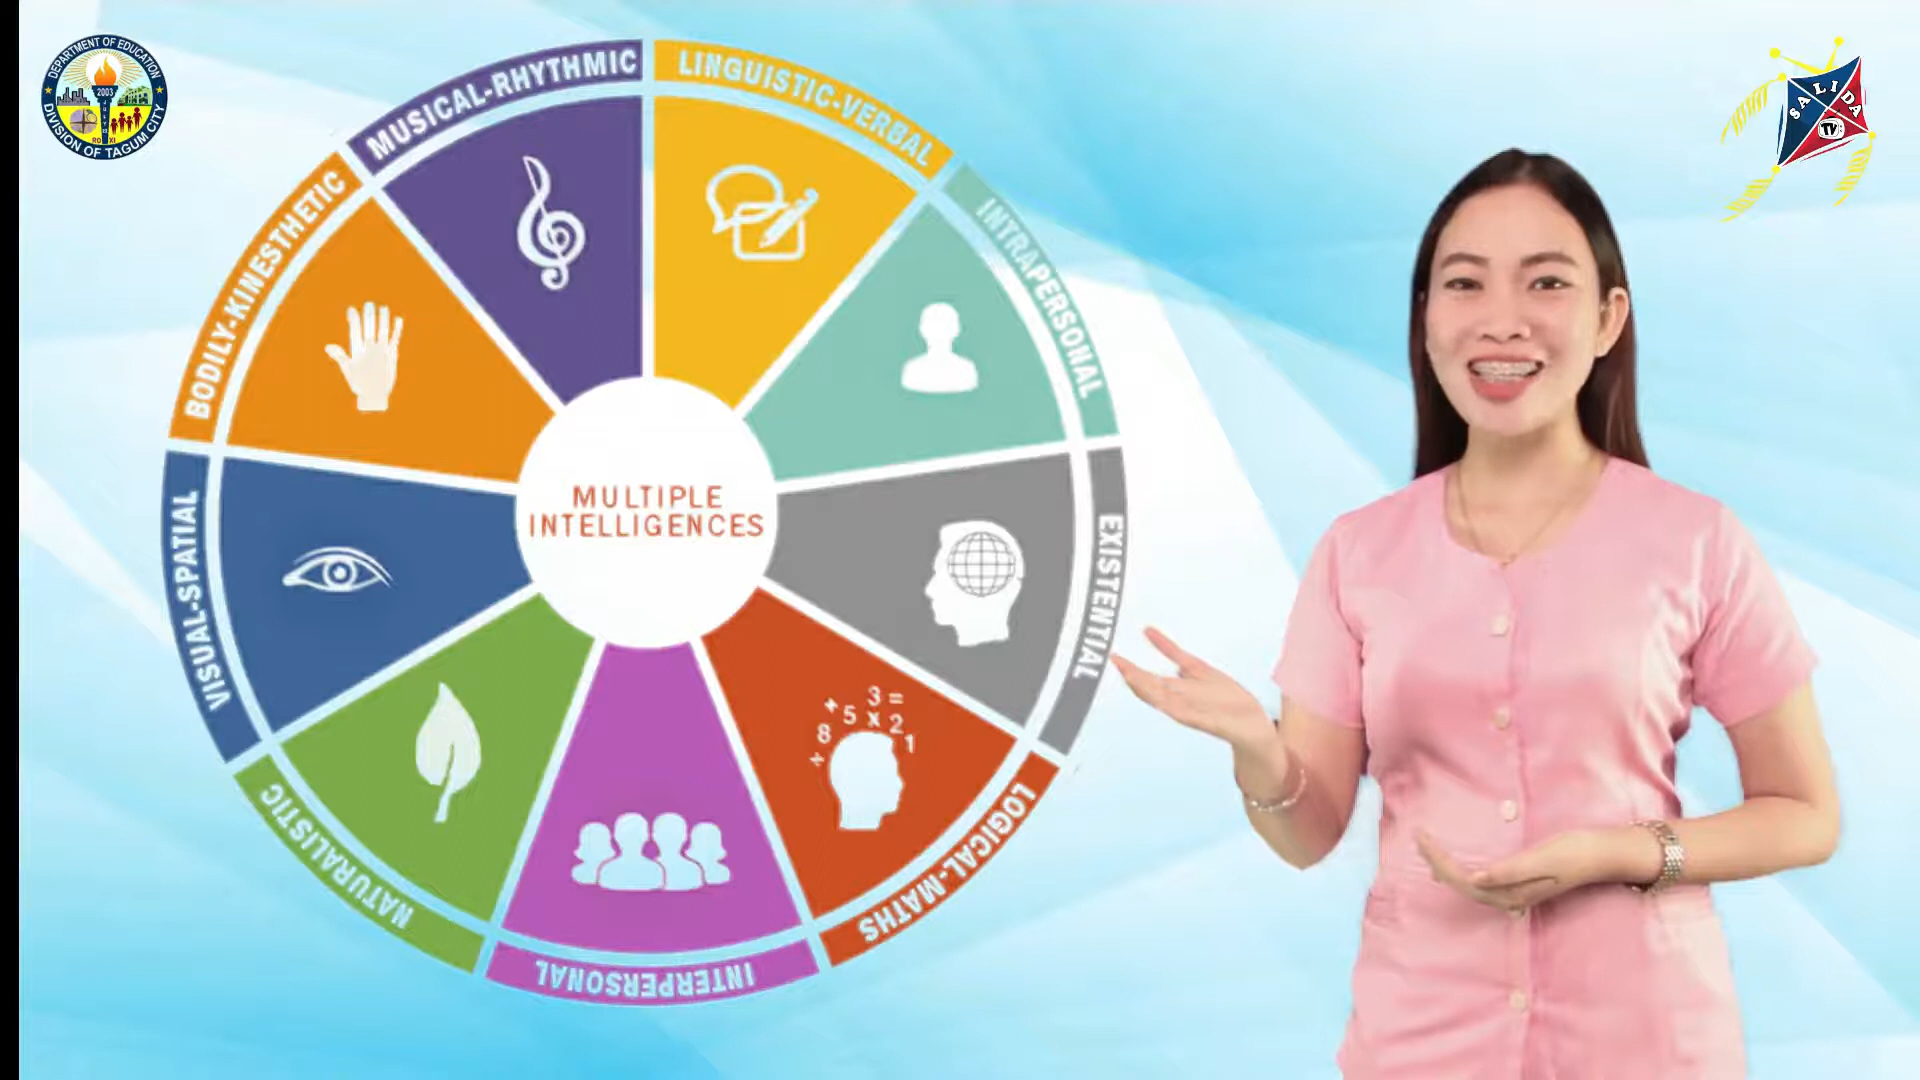 DEPARTMENT OF EDUCATION
2003
DIVISION OF TAGUM CITY
SALIDA
TV
MUSICAL-RHYTHMIC
LINGUISTIC-VERBAL
BODILY-KINESTHETIC
INTRAPERSONAL
VISUAL-SPATIAL
MULTIPLE
INTELLIGENCES
EXISTENTIAL
3 =
5 x 2
8 1
NATURALISTIC
LOGICAL-MATHS
INTERPERSONAL